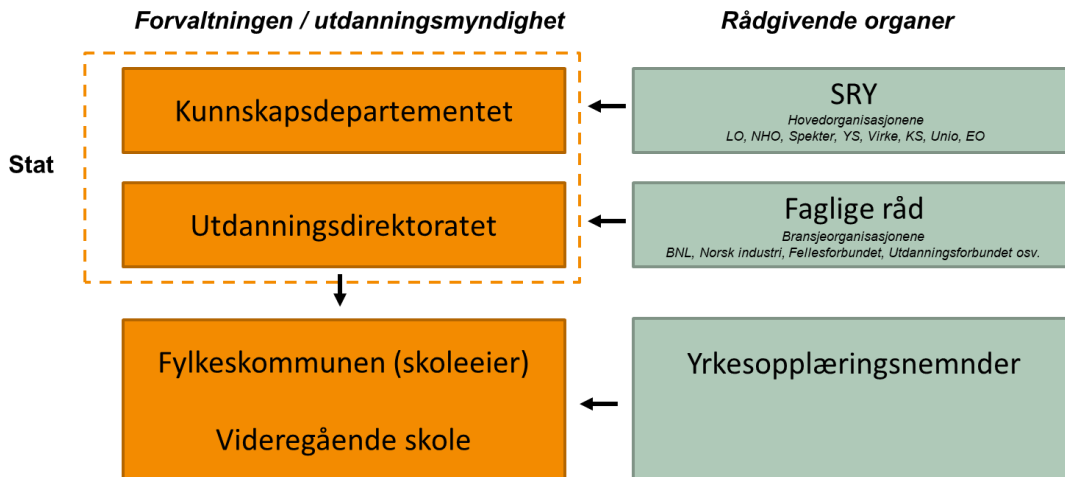 Forvaltningen / utdanningsmyndighet
Rådgivende organer
Stat
Kunnskapsdepartementet
SRY
Hovedorganisasjonene
LO, NHO, Spekter, YS, Virke, KS, Unio, EO
Utdanningsdirektoratet
Faglige råd
Bransjeorganisasjonene
BNL, Norsk industri, Fellesforbundet, Utdanningsforbundet osv.
Fylkeskommunen (skoleeier)
Videregående skole
Yrkesopplæringsnemnder